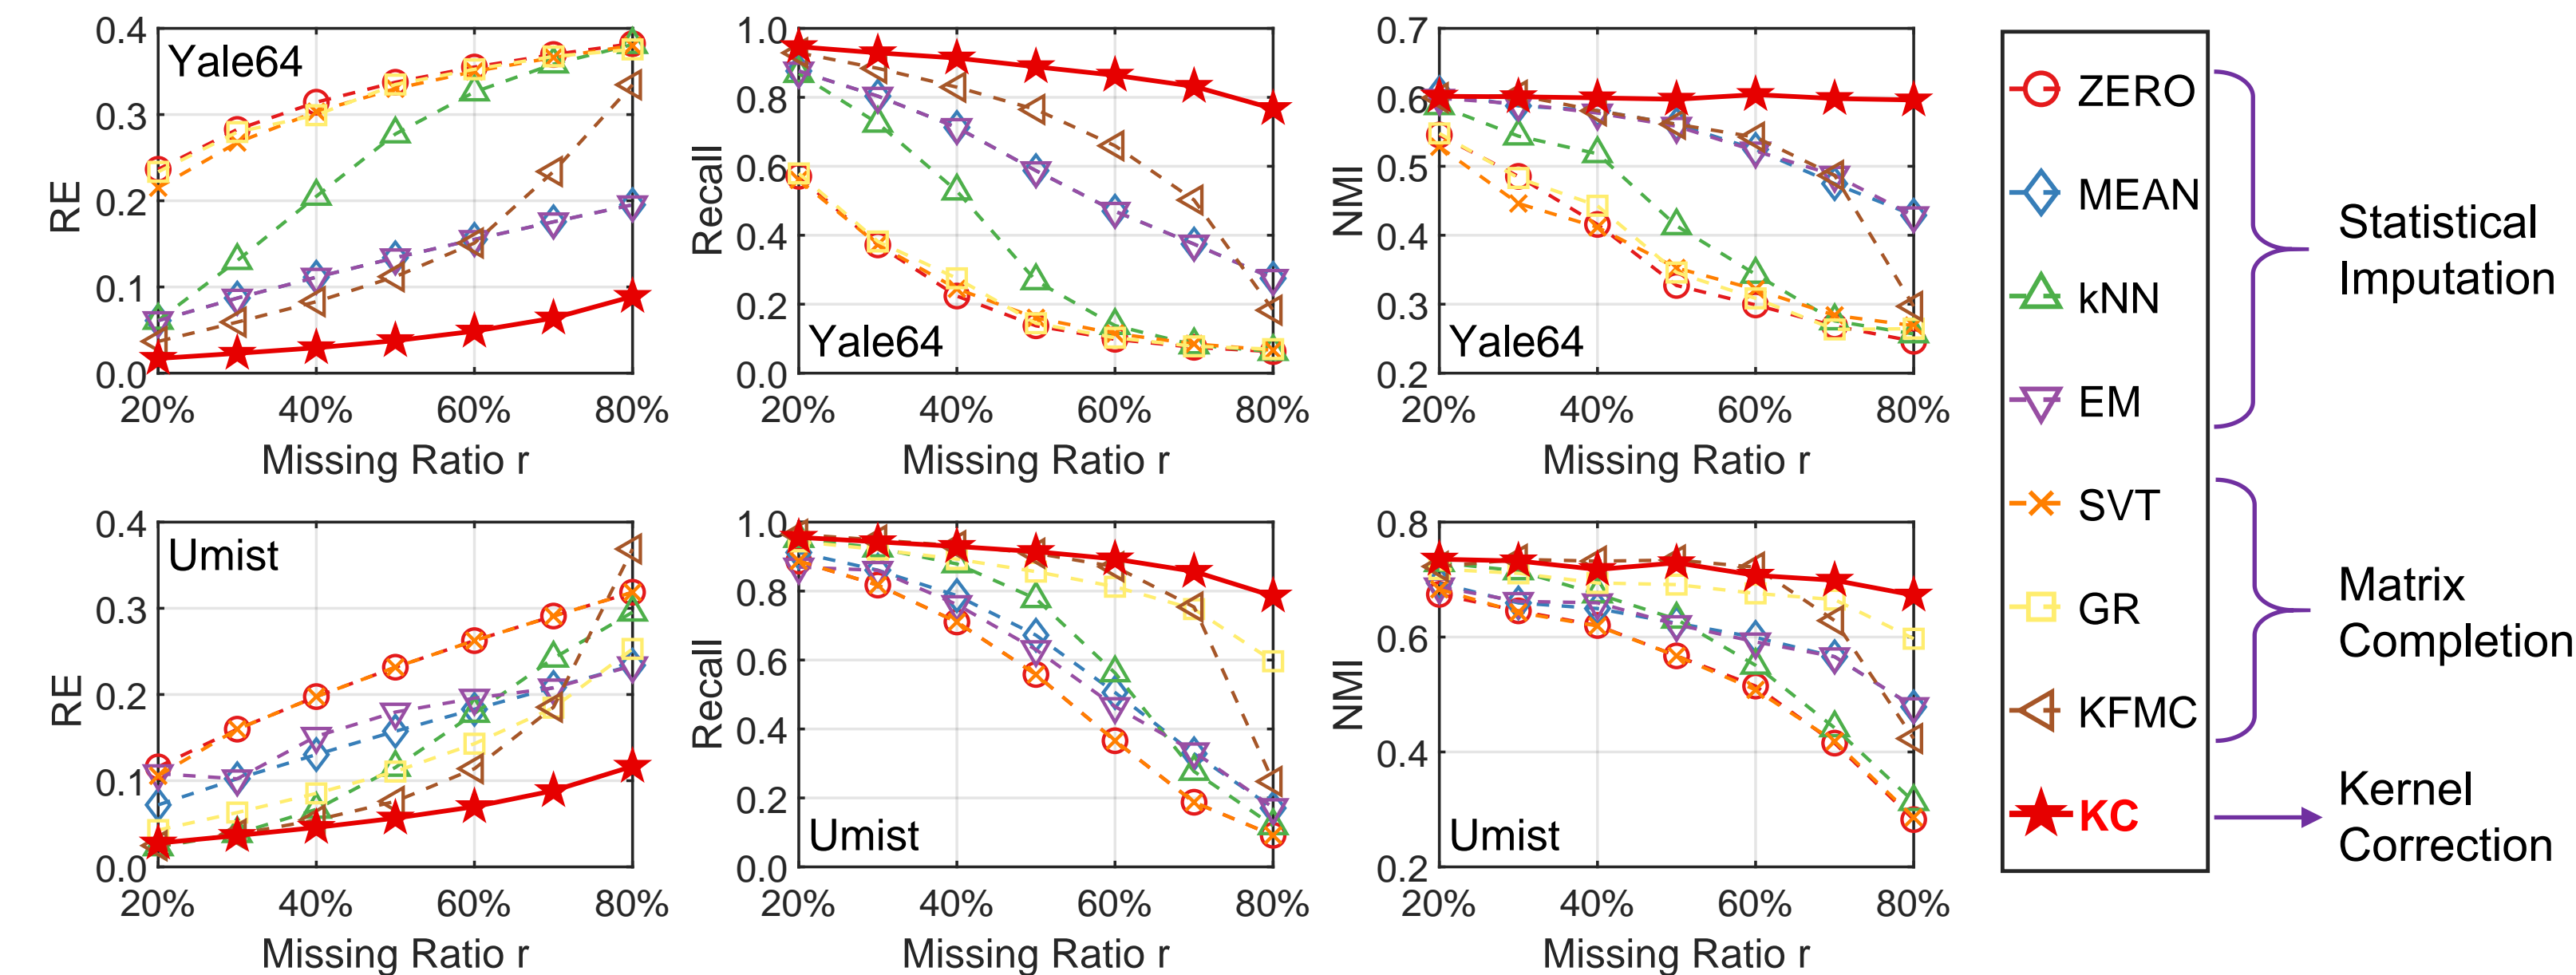 0.4
0.3
0.2
0.1
0.0
RE
Yale64
20%
40%
60%
80%
Missing Ratio r
1.0
0.8
0.6
0.4
0.2
0.0
Recall
Yale64
20%
40%
60%
80%
Missing Ratio r
0.7
0.6
0.5
0.4
0.3
0.2
NMI
Yale64
20%
40%
60%
80%
Missing Ratio r
0.4
0.3
0.2
0.1
0.0
RE
Umist
20%
40%
60%
80%
Missing Ratio r
1.0
0.8
0.6
0.4
0.2
0.0
Recall
Umist
20%
40%
60%
80%
Missing Ratio r
0.8
0.6
0.4
0.2
NMI
Umist
20%
40%
60%
80%
Missing Ratio r
ZERO
MEAN
kNN
EM
SVT
GR
KFMC
KC
Statistical
Imputation
Matrix
Completion
Kernel
Correction